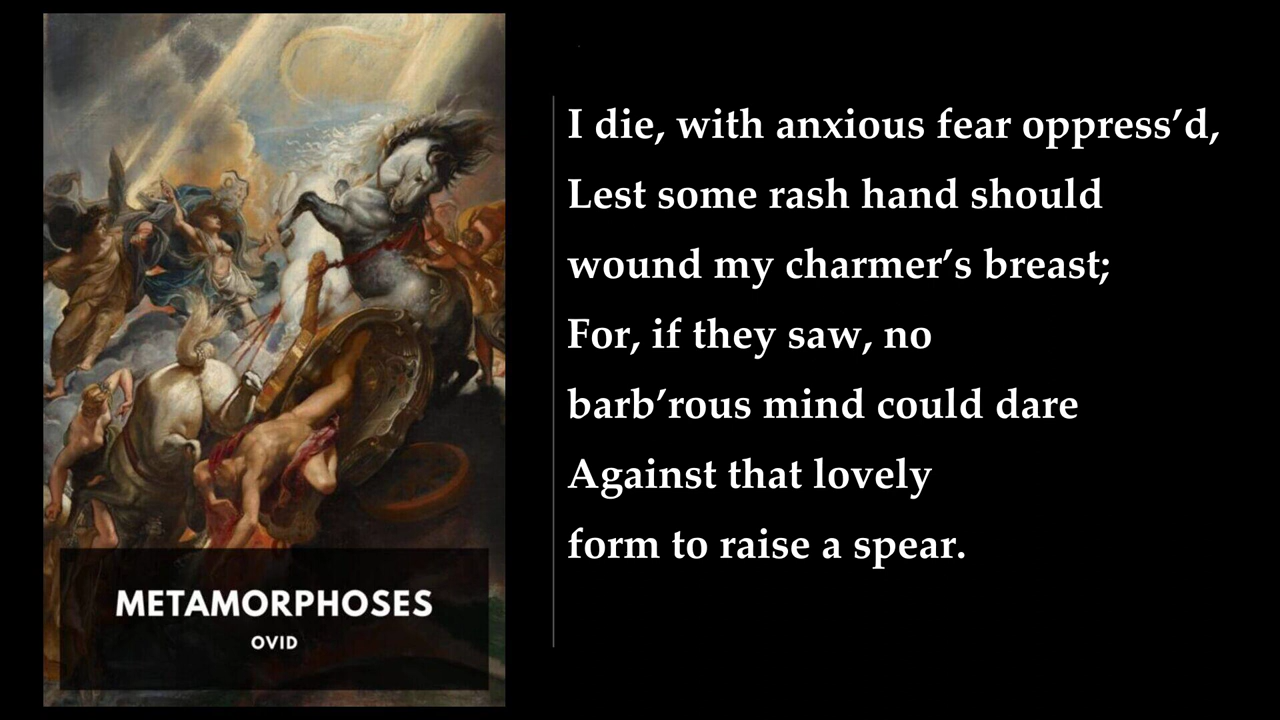 METAMORPHOSES
OVID
I die, with anxious fear oppress’d,
Lest some rash hand should
wound my charmer’s breast;
For, if they saw, no
barb’rous mind could dare
Against that lovely
form to raise a spear.